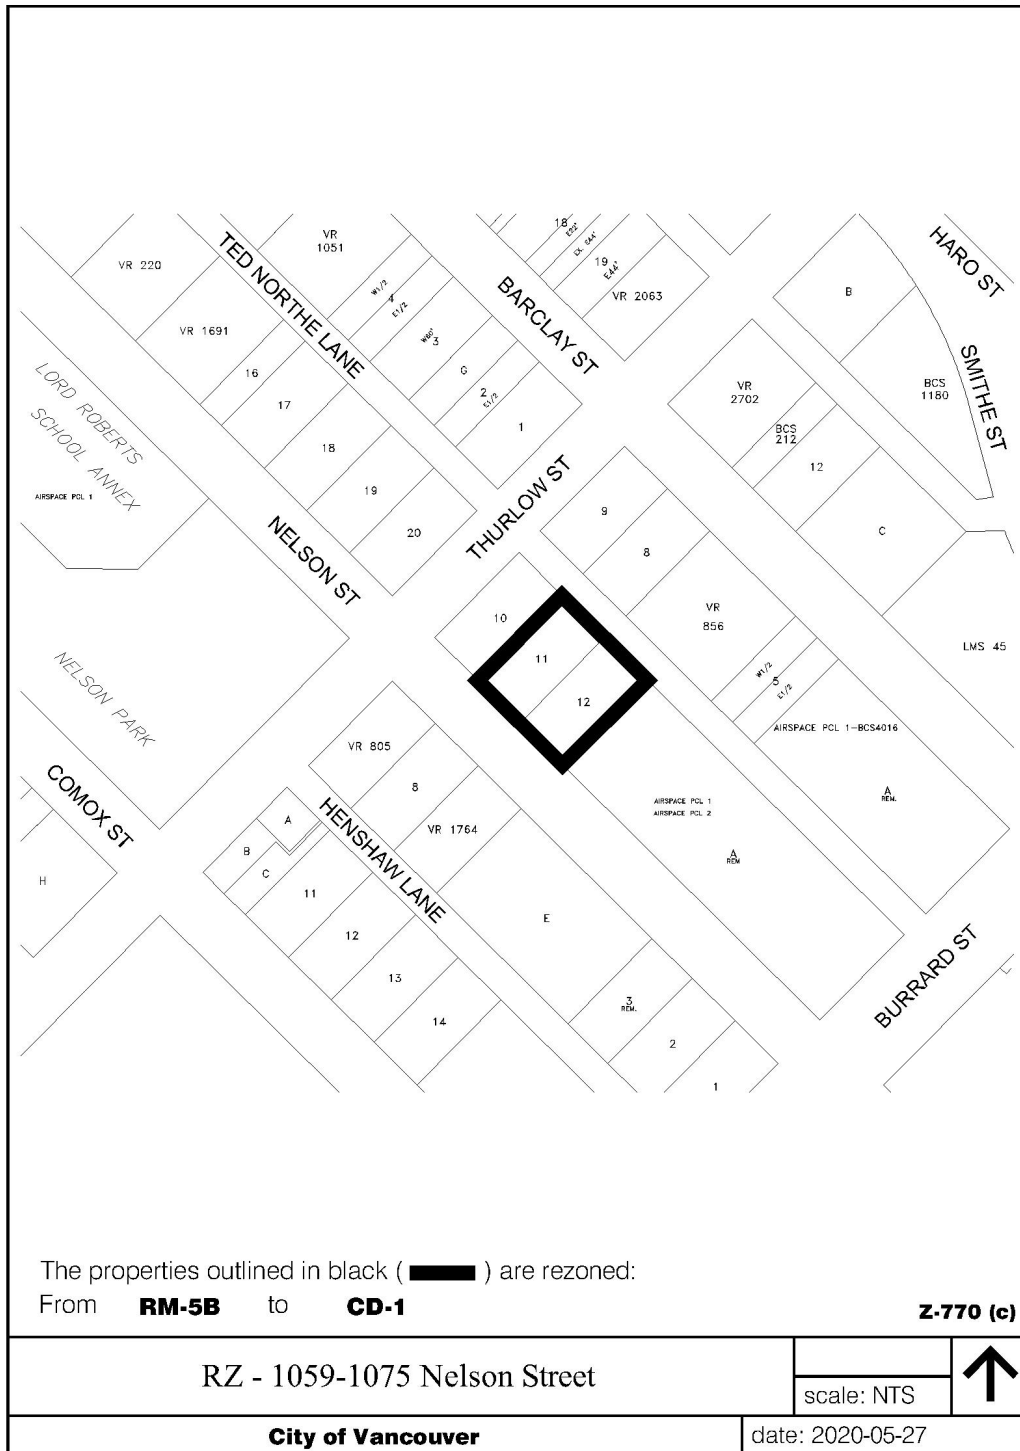 HARO ST
18
E22'
EX. E44'
19
E44'
VR
1051
TED NORTHE LANE
VR 220
BARCLAY ST
VR 2063
B
W1/2
4
E1/2
VR 1691
W60'
3
SMITHE ST
LORD ROBERTS
SCHOOL ANNEX
16
G
VR
2702
BCS
1180
2
E1/2
17
1
BCS
212
18
12
THURLOW ST
19
AIRSPACE PCL 1
9
NELSON ST
20
C
8
VR
856
10
LMS 45
11
NELSON PARK
W1/2
5
E1/2
12
AIRSPACE PCL 1-BCS4016
VR 805
COMOX ST
8
A
REM.
HENSHAW LANE
AIRSPACE PCL 1
AIRSPACE PCL 2
A
VR 1764
B
A
REM
C
H
11
E
12
BURRARD ST
13
3
REM.
14
2
1
The properties outlined in black ( ) are rezoned:
From RM-5B to CD-1
Z-770 (c)
RZ - 1059-1075 Nelson Street
scale: NTS
City of Vancouver
date: 2020-05-27